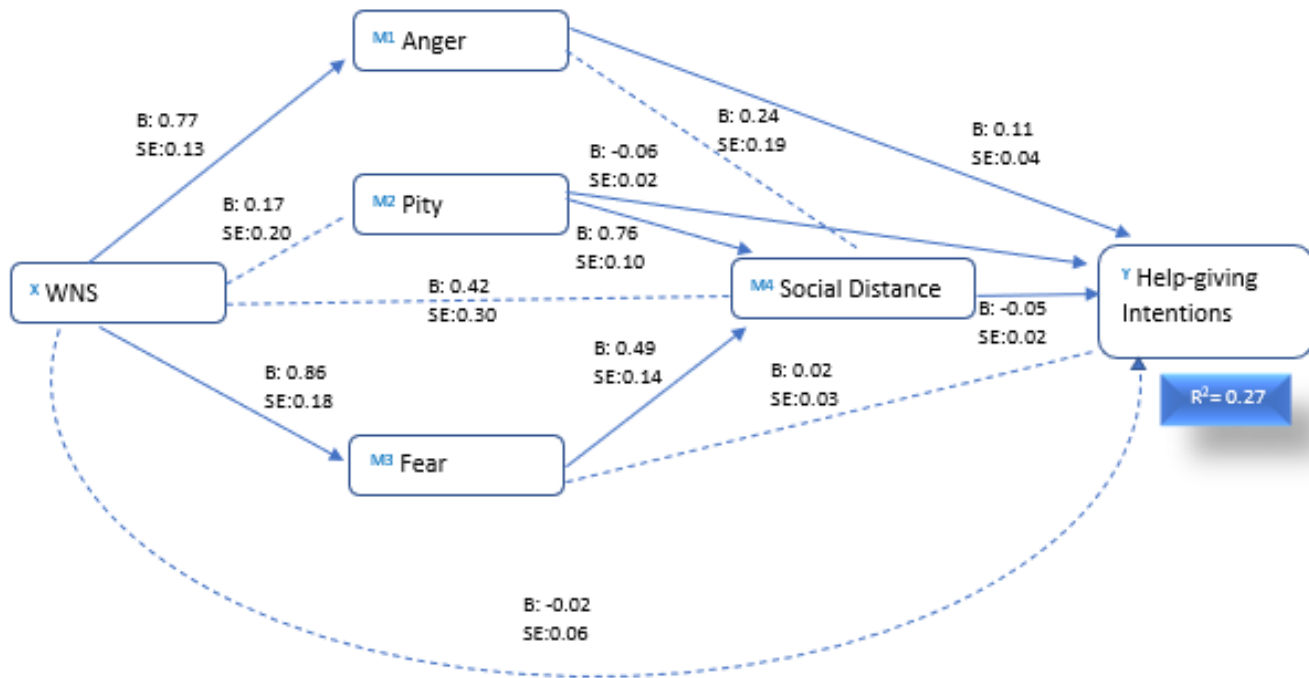 M1 Anger
B: 0.77
SE:0.13
B: 0.24
SE:0.19
B: 0.11
SE:0.04
B: -0.06
SE:0.02
M2 Pity
B: 0.17
SE:0.20
B: 0.76
SE:0.10
X WNS
B: 0.42
SE:0.30
M4 Social Distance
Y Help-giving
Intentions
B: -0.05
SE:0.02
B: 0.86
SE:0.18
B: 0.49
SE:0.14
B: 0.02
SE:0.03
R²= 0.27
M3 Fear
B: -0.02
SE:0.06